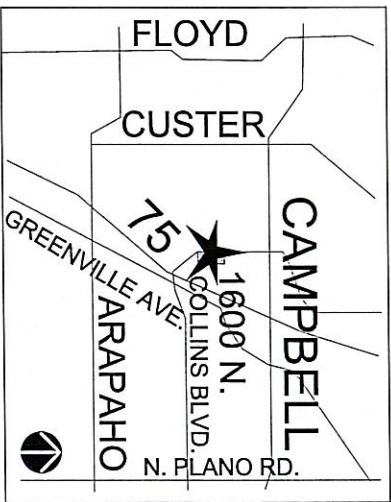 FLOYD
CUSTER
75
GREENVILLE AVE.
ARAPAHO
1600 N.
COLLINS BLVD.
CAMPBELL
N. PLANO RD.